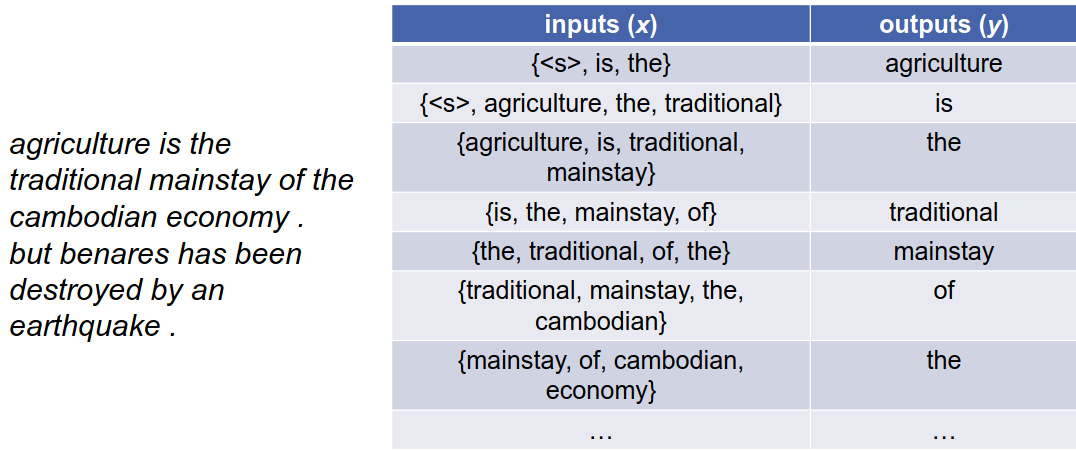 agriculture is the
traditional mainstay of the
cambodian economy .
but benares has been
destroyed by an
earthquake .
inputs (x) outputs (y)
{<s>, is, the} agriculture
{<s>, agriculture, the, traditional} is
{agriculture, is, traditional,
mainstay} the
{is, the, mainstay, of} traditional
{the, traditional, of, the} mainstay
{traditional, mainstay, the,
cambodian} of
{mainstay, of, cambodian,
economy} the
… …